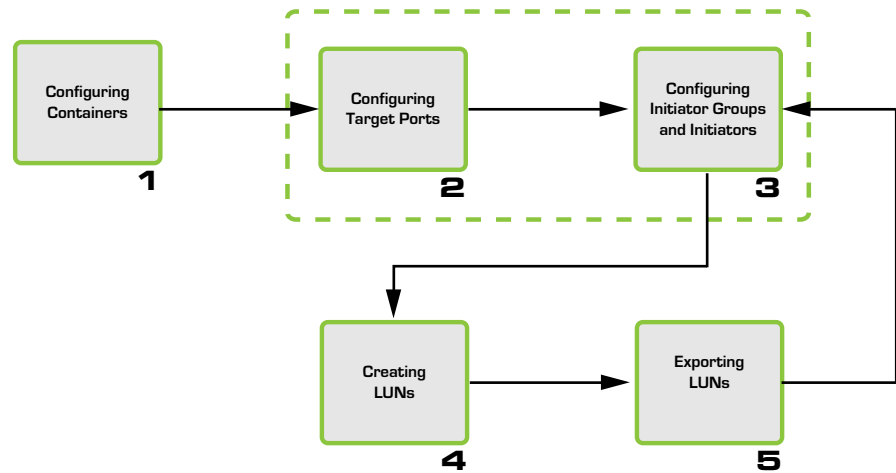 Configuring
Containers
1
Configuring
Target Ports
2
Configuring
Initiator Groups
and Initiators
3
Creating
LUNs
4
Exporting
LUNs
5